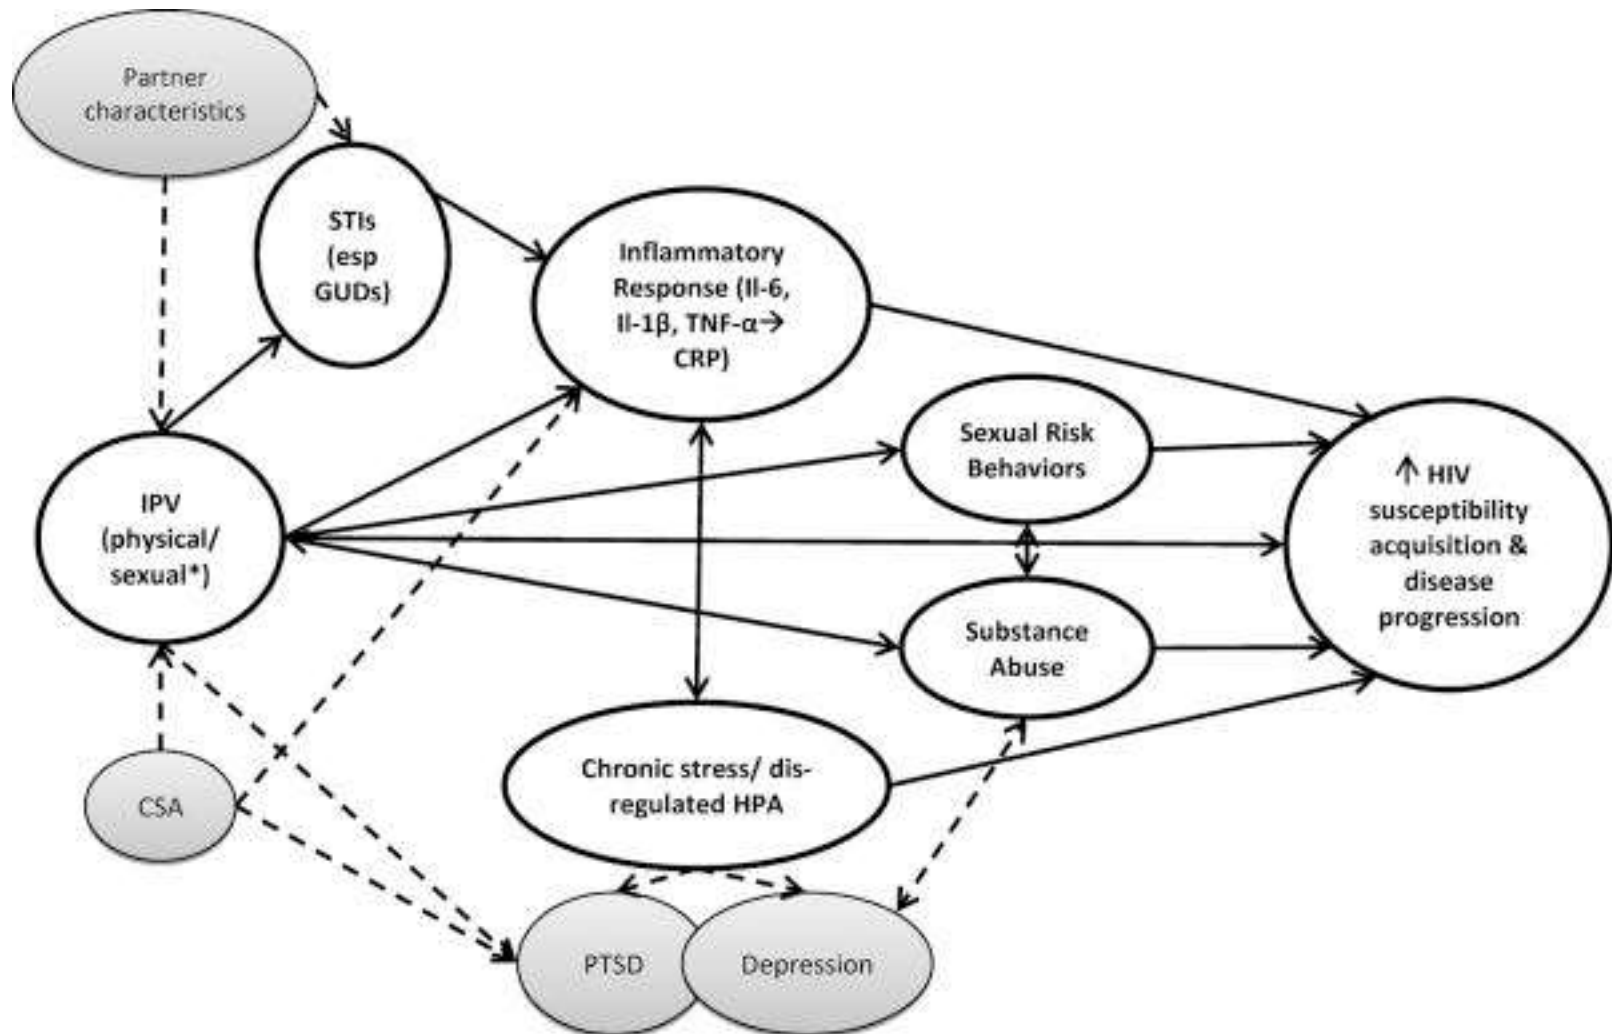 Partner
characteristics
STIs
(esp
GUDs)
Inflammatory
Response (Il-6,
Il-1β, TNF-α→
CRP)
Sexual Risk
Behaviors
↑ HIV
susceptibility
acquisition &
disease
progression
IPV
(physical/
sexual*)
Substance
Abuse
Chronic stress/ dis-
regulated HPA
CSA
PTSD
Depression